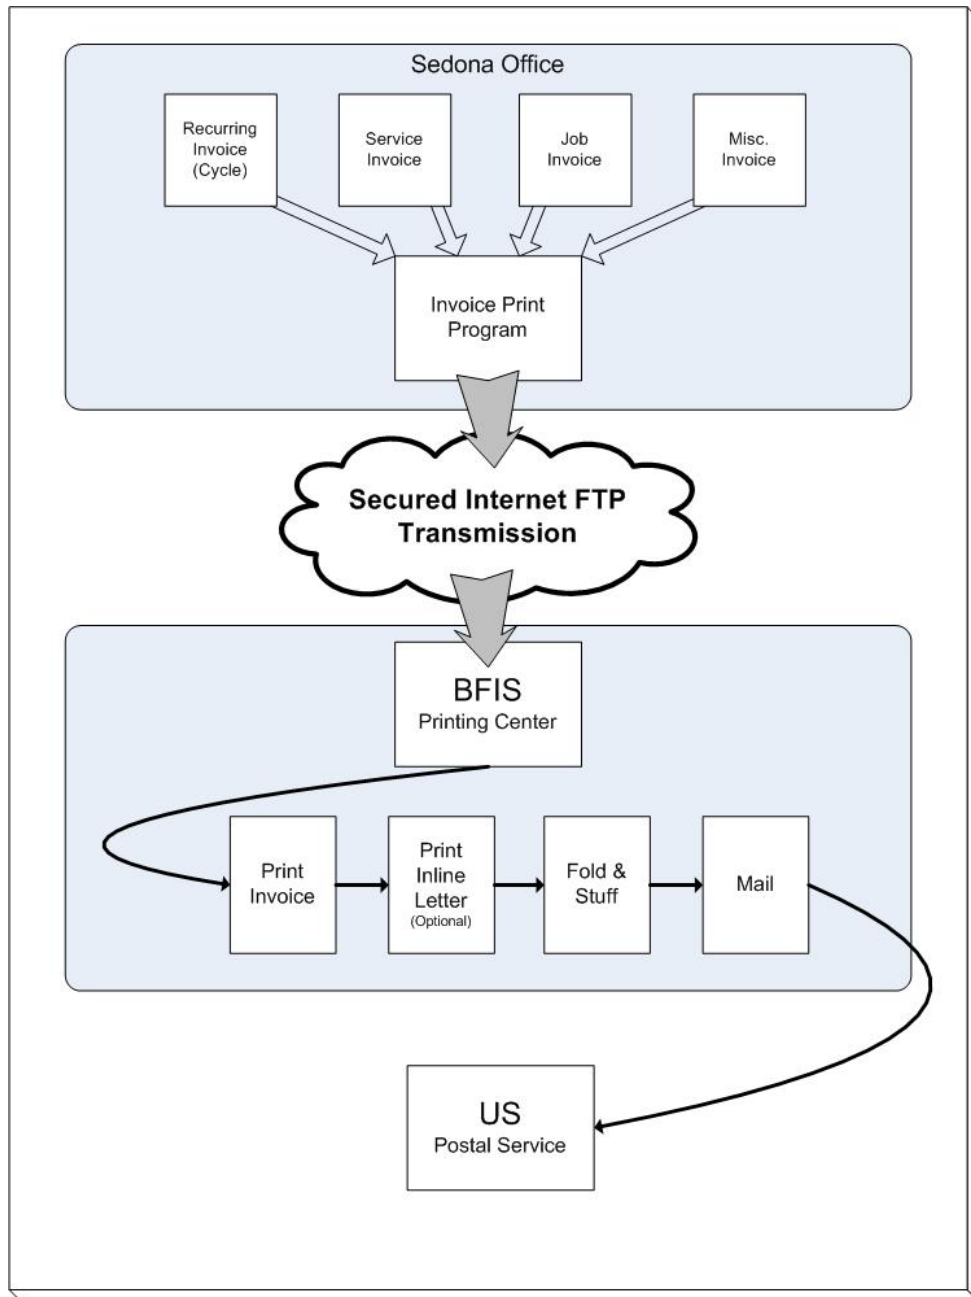 Sedona Office
Recurring
Invoice
(Cycle)
Service
Invoice
Job
Invoice
Misc.
Invoice
Invoice Print
Program
Secured Internet FTP
Transmission
BFIS
Printing Center
Print
Invoice
Print
Inline
Letter
(Optional)
Fold &
Stuff
Mail
US
Postal Service